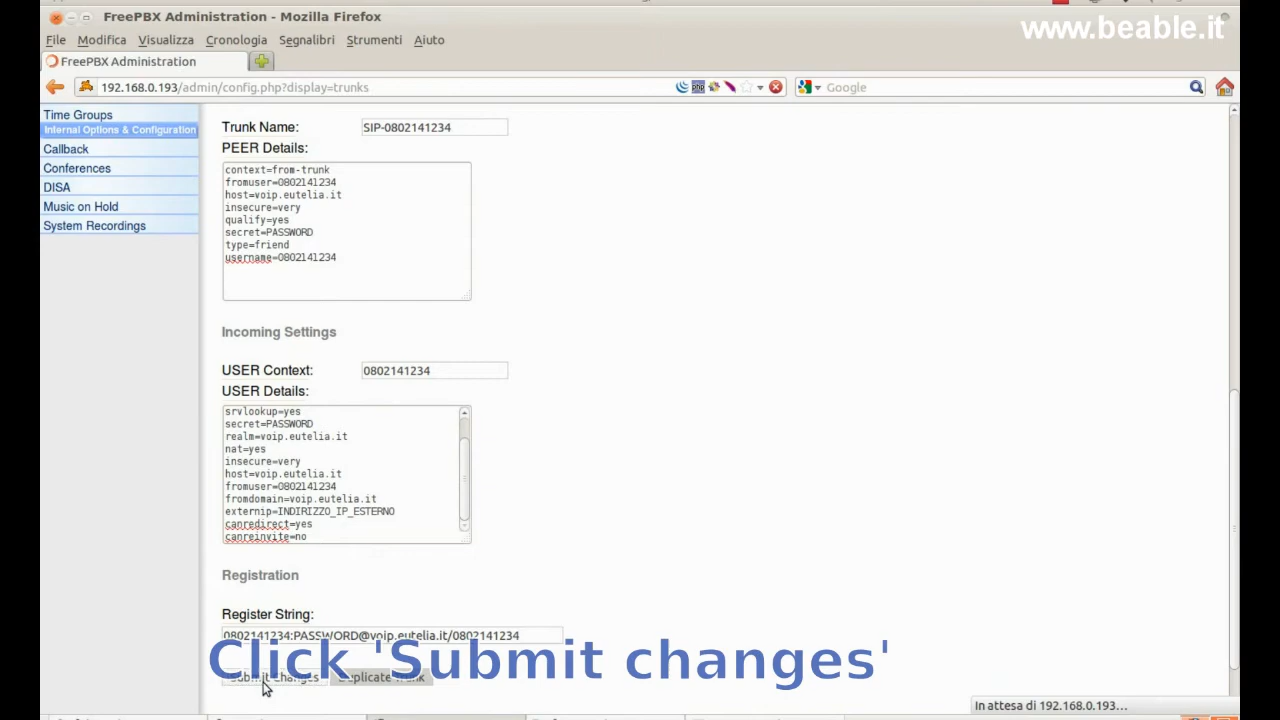 FreePBX Administration - Mozilla Firefox
www.beable.it
File Modifica Visualizza Cronologia Segnalibri Strumenti Aiuto
FreePBX Administration
192.168.0.193/admin/config.php?display=trunks
php
Google
Time Groups
Internal Options & Configuration
Callback
Conferences
DISA
Music on Hold
System Recordings
Trunk Name: SIP-0802141234
PEER Details:
context=from-trunk
fromuser=0802141234
host=voip.eutelia.it
insecure=very
qualify=yes
secret=PASSWORD
type=friend
username=0802141234
Incoming Settings
USER Context: 0802141234
USER Details:
srvlookup=yes
secret=PASSWORD
realm=voip.eutelia.it
nat=yes
insecure=very
host=voip.eutelia.it
fromuser=0802141234
fromdomain=voip.eutelia.it
externip=INDIRIZZO_IP_ESTERNO
canredirect=yes
canreinvite=no
Registration
Register String:
0802141234:PASSWORD@voip.eutelia.it/0802141234
Click 'Submit changes'
Submit Changes Duplicate Trunk
In attesa di 192.168.0.193...